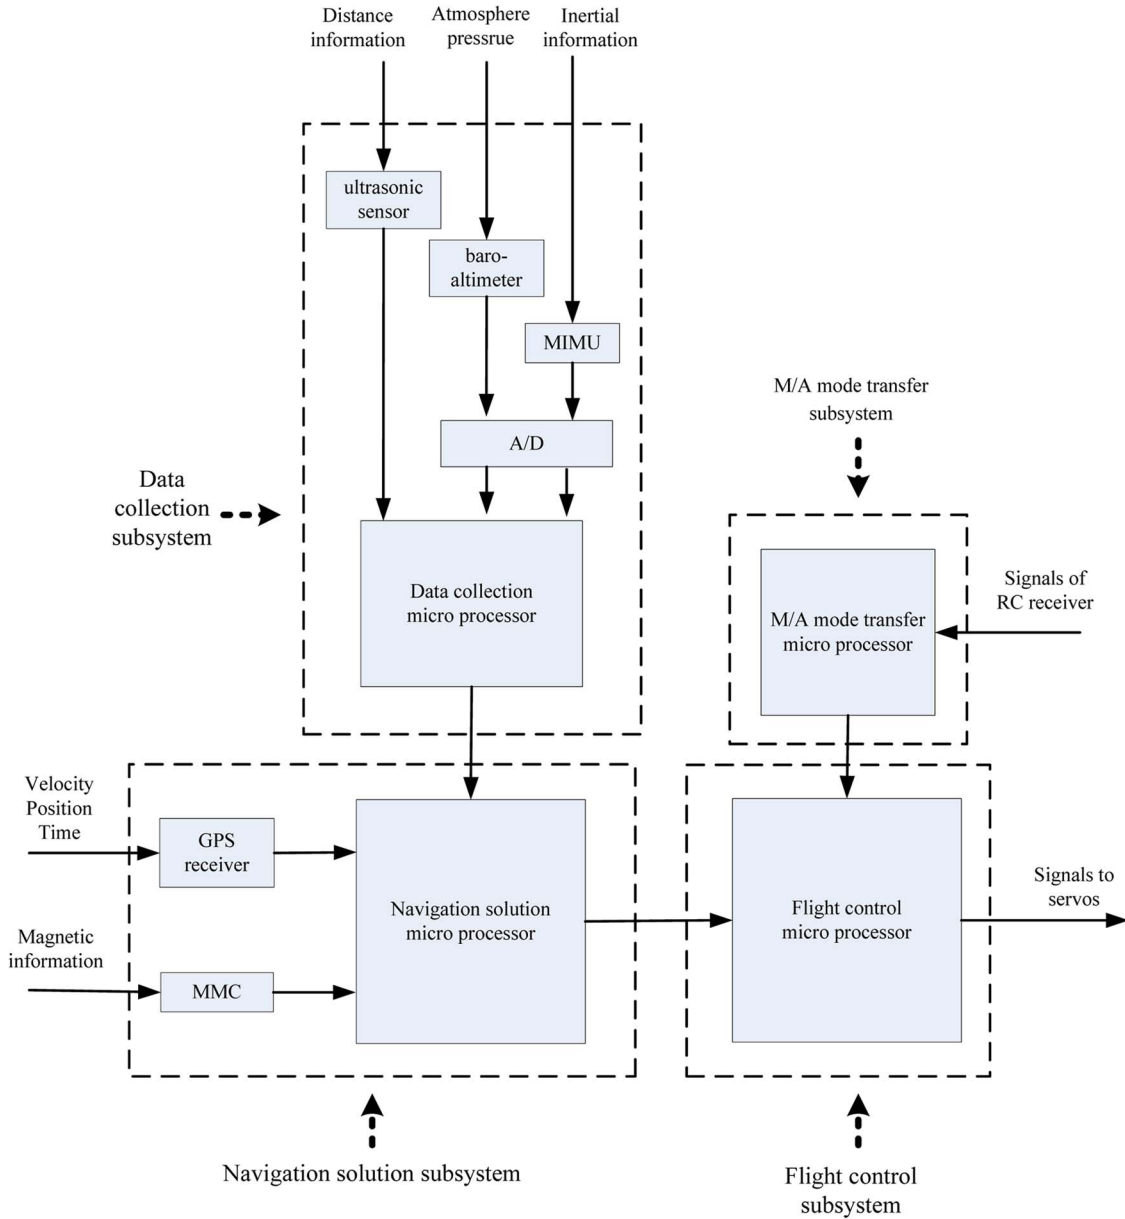 Distance
information
Atmosphere
pressrue
Inertial
information
ultrasonic
sensor
baro-
altimeter
MIMU
A/D
Data
collection
subsystem
Data collection
micro processor
M/A mode transfer
subsystem
M/A mode transfer
micro processor
Signals of
RC receiver
Velocity
Position
Time
GPS
receiver
Magnetic
information
MMC
Navigation solution
micro processor
Flight control
micro processor
Signals to
servos
Navigation solution subsystem
Flight control
subsystem